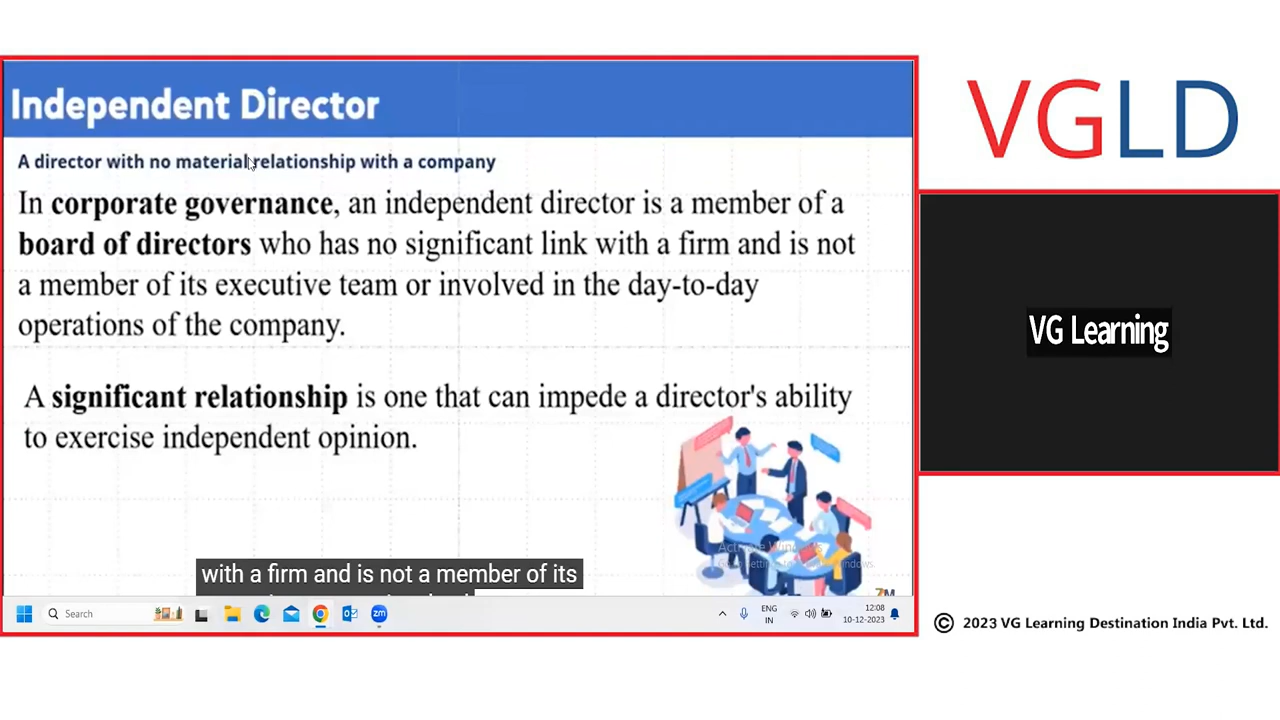 Independent Director
A director with no material relationship with a company
In corporate governance, an independent director is a member of a
board of directors who has no significant link with a firm and is not
a member of its executive team or involved in the day-to-day
operations of the company.
A significant relationship is one that can impede a director's ability
to exercise independent opinion.
with a firm and is not a member of its
Search
zm
ENG
IN
12:08
10-12-2023
VGLD
VG Learning
© 2023 VG Learning Destination India Pvt. Ltd.